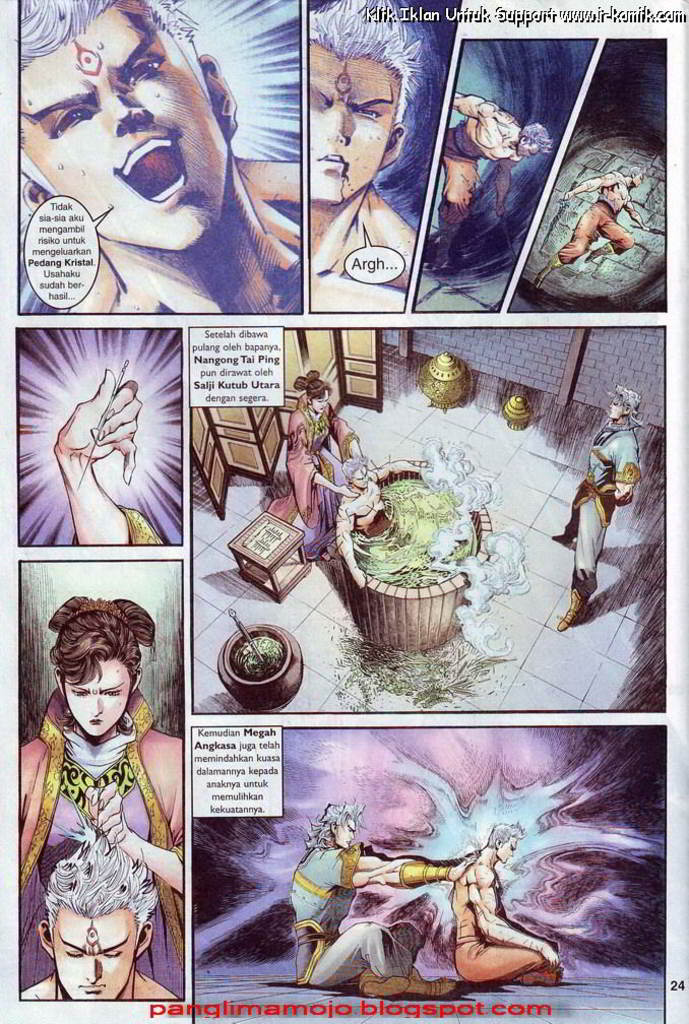 Klik Iklan Untuk Support www.ir-komik.com
Tidak
sia-sia aku
mengambil
risiko untuk
mengeluarkan
Pedang Kristal.
Usahaku
sudah ber-
hasil...
Argh...
Setelah dibawa
pulang oleh bapanya,
Nangong Tai Ping
pun dirawat oleh
Salji Kutub Utara
dengan segera.
Kemudian Megah
Angkasa juga telah
memindahkan kuasa
dalamannya kepada
anaknya untuk
memulihkan
kekuatannya.
24
panglimamojo.blogspot.com